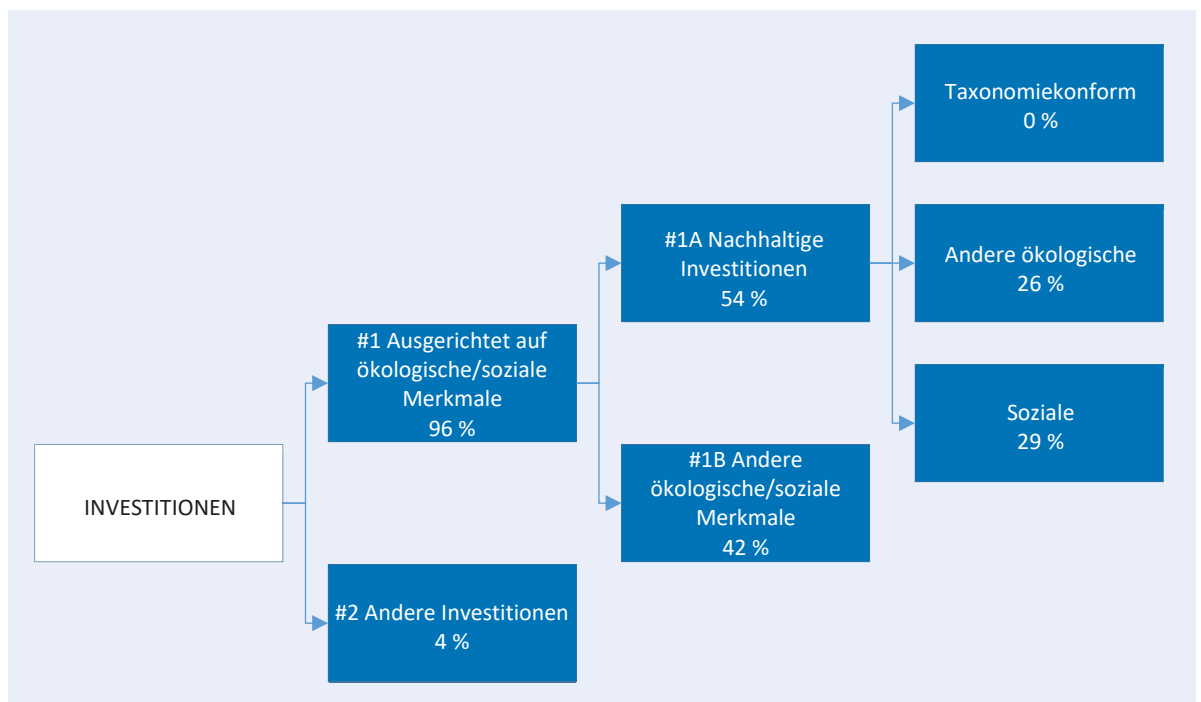 INVESTITIONEN
#1 Ausgerichtet auf
ökologische/soziale
Merkmale
96 %
#2 Andere Investitionen
4 %
#1A Nachhaltige
Investitionen
54 %
#1B Andere
ökologische/soziale
Merkmale
42 %
Taxonomiekonform
0 %
Andere ökologische
26 %
Soziale
29 %